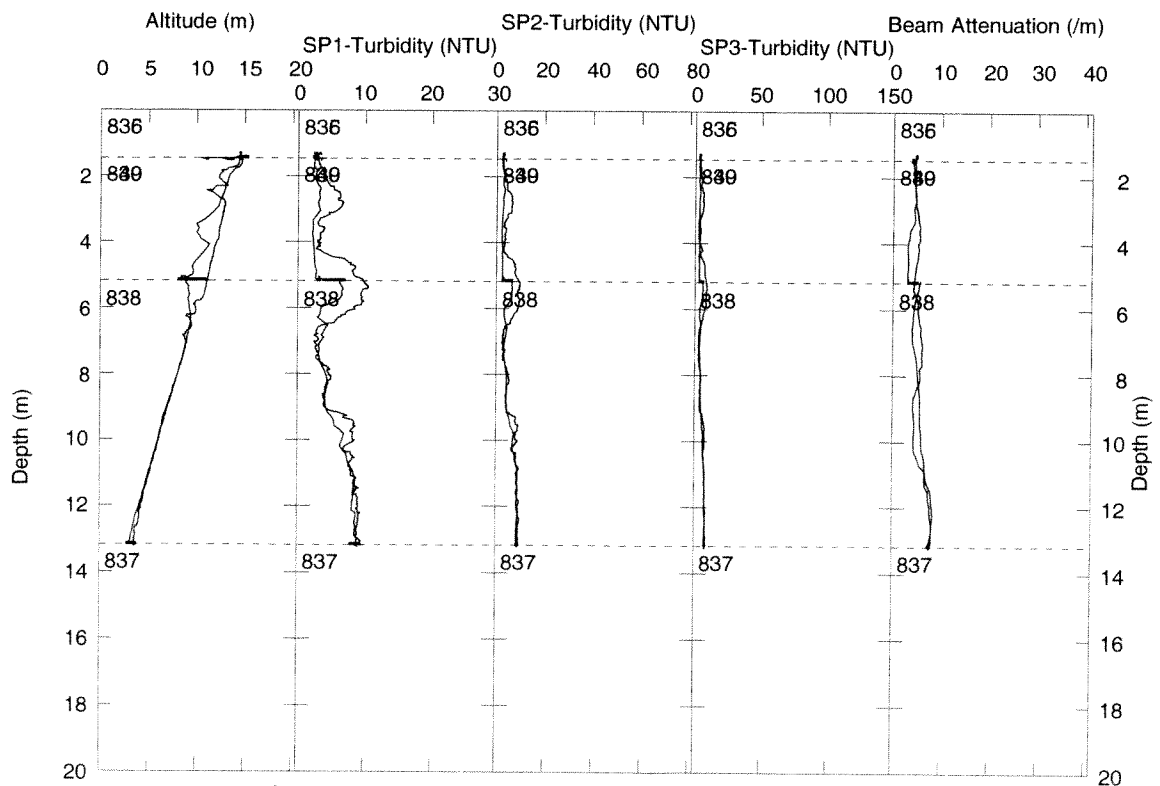 Altitude (m)
SP2-Turbidity (NTU)
Beam Attenuation (/m)
SP1-Turbidity (NTU)
SP3-Turbidity (NTU)
0 5 10 15 20
0 20 40 60 80
0 10 20 30 40
0 10 20 30
0 50 100 150
836 836 836 836 836
2 2
4 4
838 838 838 838 838
6 6
8 8
Depth (m)
Depth (m)
10 10
12 12
837 837 837 837 837
14 14
16 16
18 18
20 20